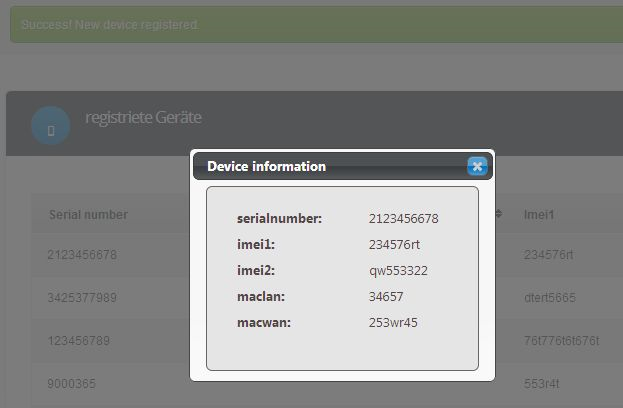 Success! New device registered.
registriete Geräte
Device information
Serial number
Imei1
serialnumber: 2123456678
imei1: 234576rt
imei2: qw553322
maclan: 34657
macwan: 253wr45
2123456678
234576rt
3425377989
dtert5665
123456789
76t776t6t676t
9000365
553r4t